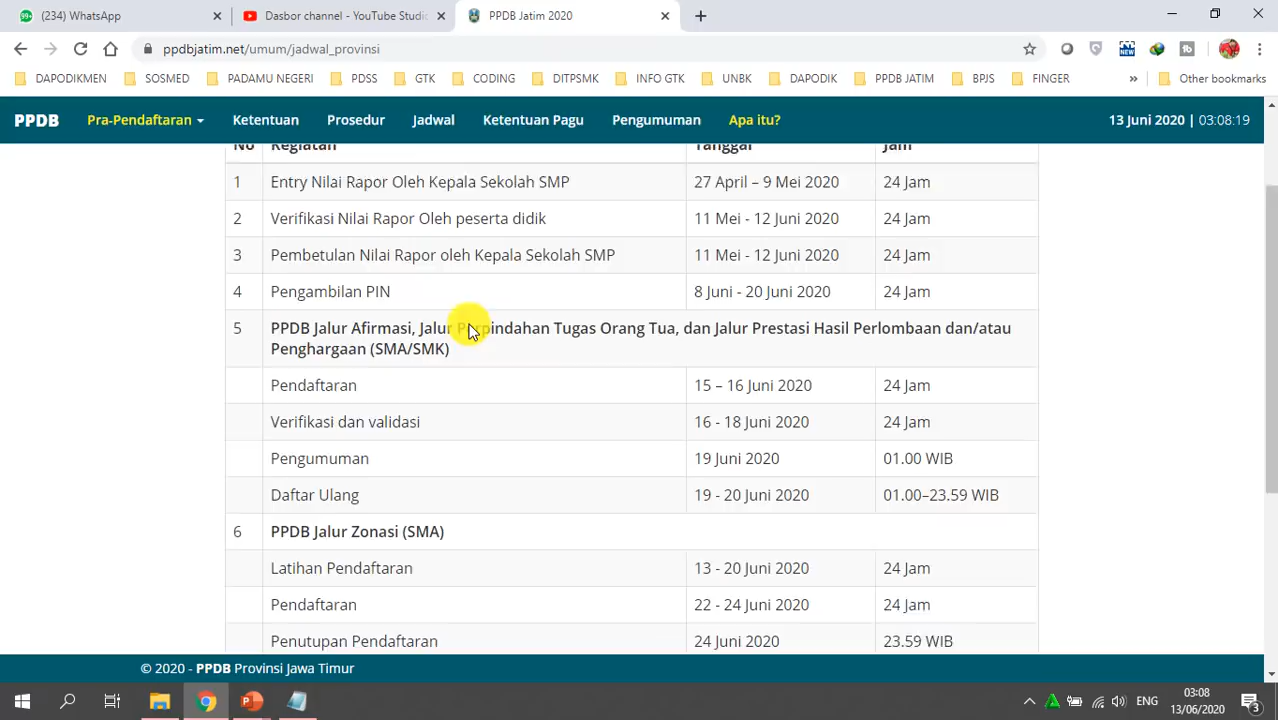 (234) WhatsApp
Dasbor channel - YouTube Studio
PPDB Jatim 2020
ppdbjatim.net/umum/jadwal_provinsi
NEW
tb
DAPODIKMEN SOSMED PADAMU NEGERI PDSS GTK CODING DITPSMK INFO GTK UNBK DAPODIK PPDB JATIM BPJS FINGER » Other bookmarks
PPDB Pra-Pendaftaran Ketentuan Prosedur Jadwal Ketentuan Pagu Pengumuman Apa itu? 13 Juni 2020 | 03:08:19
No Kegiatan Tanggal Jam
1 Entry Nilai Rapor Oleh Kepala Sekolah SMP 27 April – 9 Mei 2020 24 Jam
2 Verifikasi Nilai Rapor Oleh peserta didik 11 Mei - 12 Juni 2020 24 Jam
3 Pembetulan Nilai Rapor oleh Kepala Sekolah SMP 11 Mei - 12 Juni 2020 24 Jam
4 Pengambilan PIN 8 Juni - 20 Juni 2020 24 Jam
5 PPDB Jalur Afirmasi, Jalur Perpindahan Tugas Orang Tua, dan Jalur Prestasi Hasil Perlombaan dan/atau
Penghargaan (SMA/SMK)
Pendaftaran 15 – 16 Juni 2020 24 Jam
Verifikasi dan validasi 16 - 18 Juni 2020 24 Jam
Pengumuman 19 Juni 2020 01.00 WIB
Daftar Ulang 19 - 20 Juni 2020 01.00–23.59 WIB
6 PPDB Jalur Zonasi (SMA)
Latihan Pendaftaran 13 - 20 Juni 2020 24 Jam
Pendaftaran 22 - 24 Juni 2020 24 Jam
Penutupan Pendaftaran 24 Juni 2020 23.59 WIB
© 2020 - PPDB Provinsi Jawa Timur
ENG
03:08
13/06/2020
3